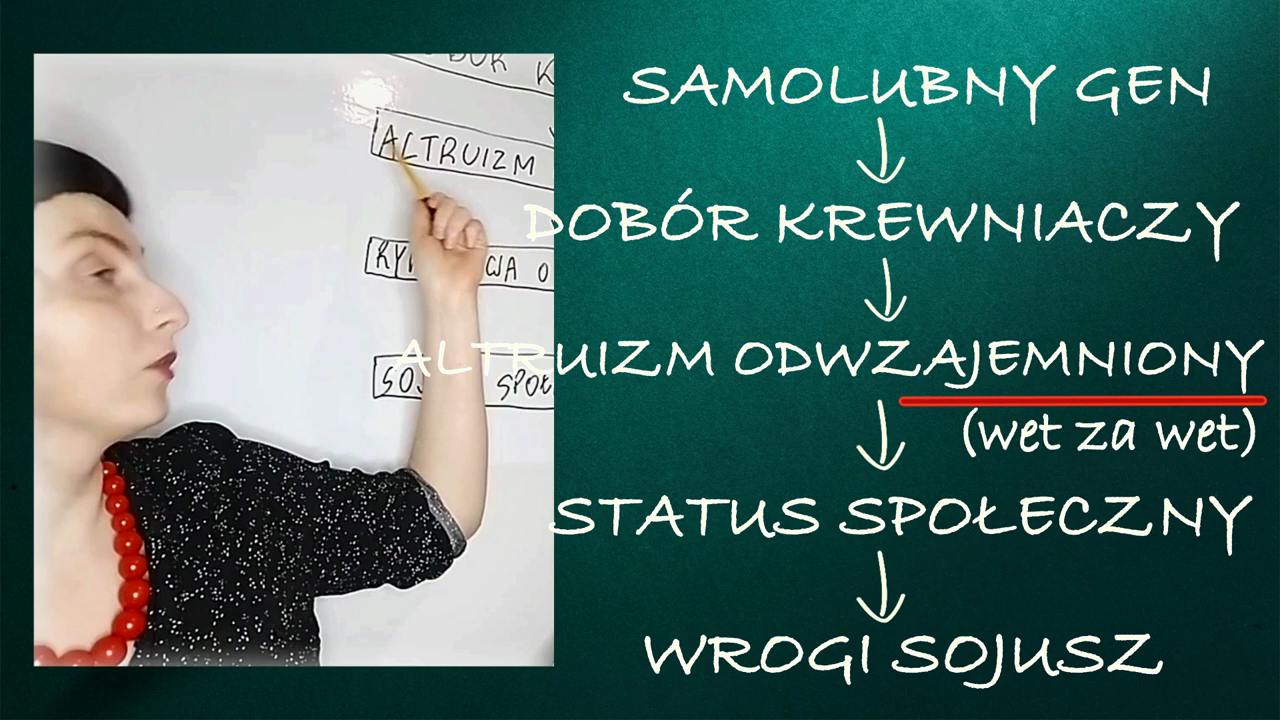 ALTRUIZM
SAMOLUBNY GEN
DOBÓR KREWNIACZY
ALTRUIZM ODWZAJEMNIONY
(wet za wet)
STATUS SPOŁECZNY
WROGI SOJUSZ